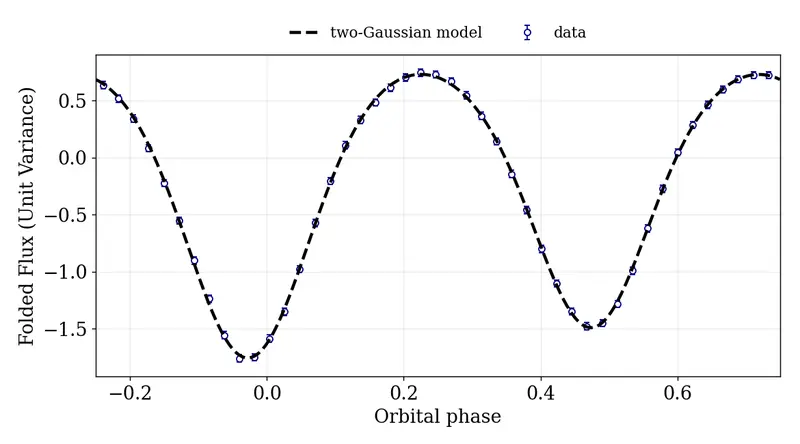 two-Gaussian model
data
Folded Flux (Unit Variance)
0.5
0.0
−0.5
−1.0
−1.5
−0.2 0.0 0.2 0.4 0.6
Orbital phase